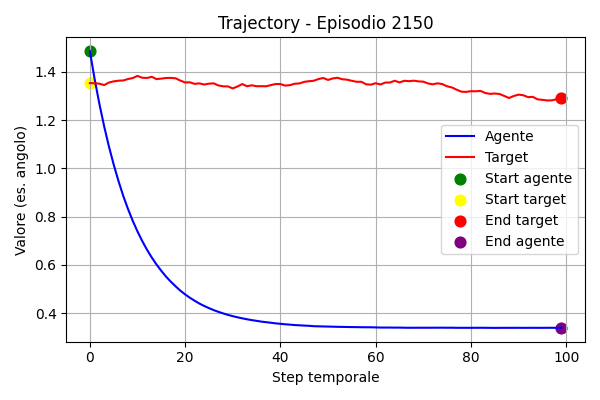 Trajectory - Episodio 2150
Valore (es. angolo)
1.4
1.2
1.0
0.8
0.6
0.4
Agente
Target
Start agente
Start target
End target
End agente
0 20 40 60 80 100
Step temporale